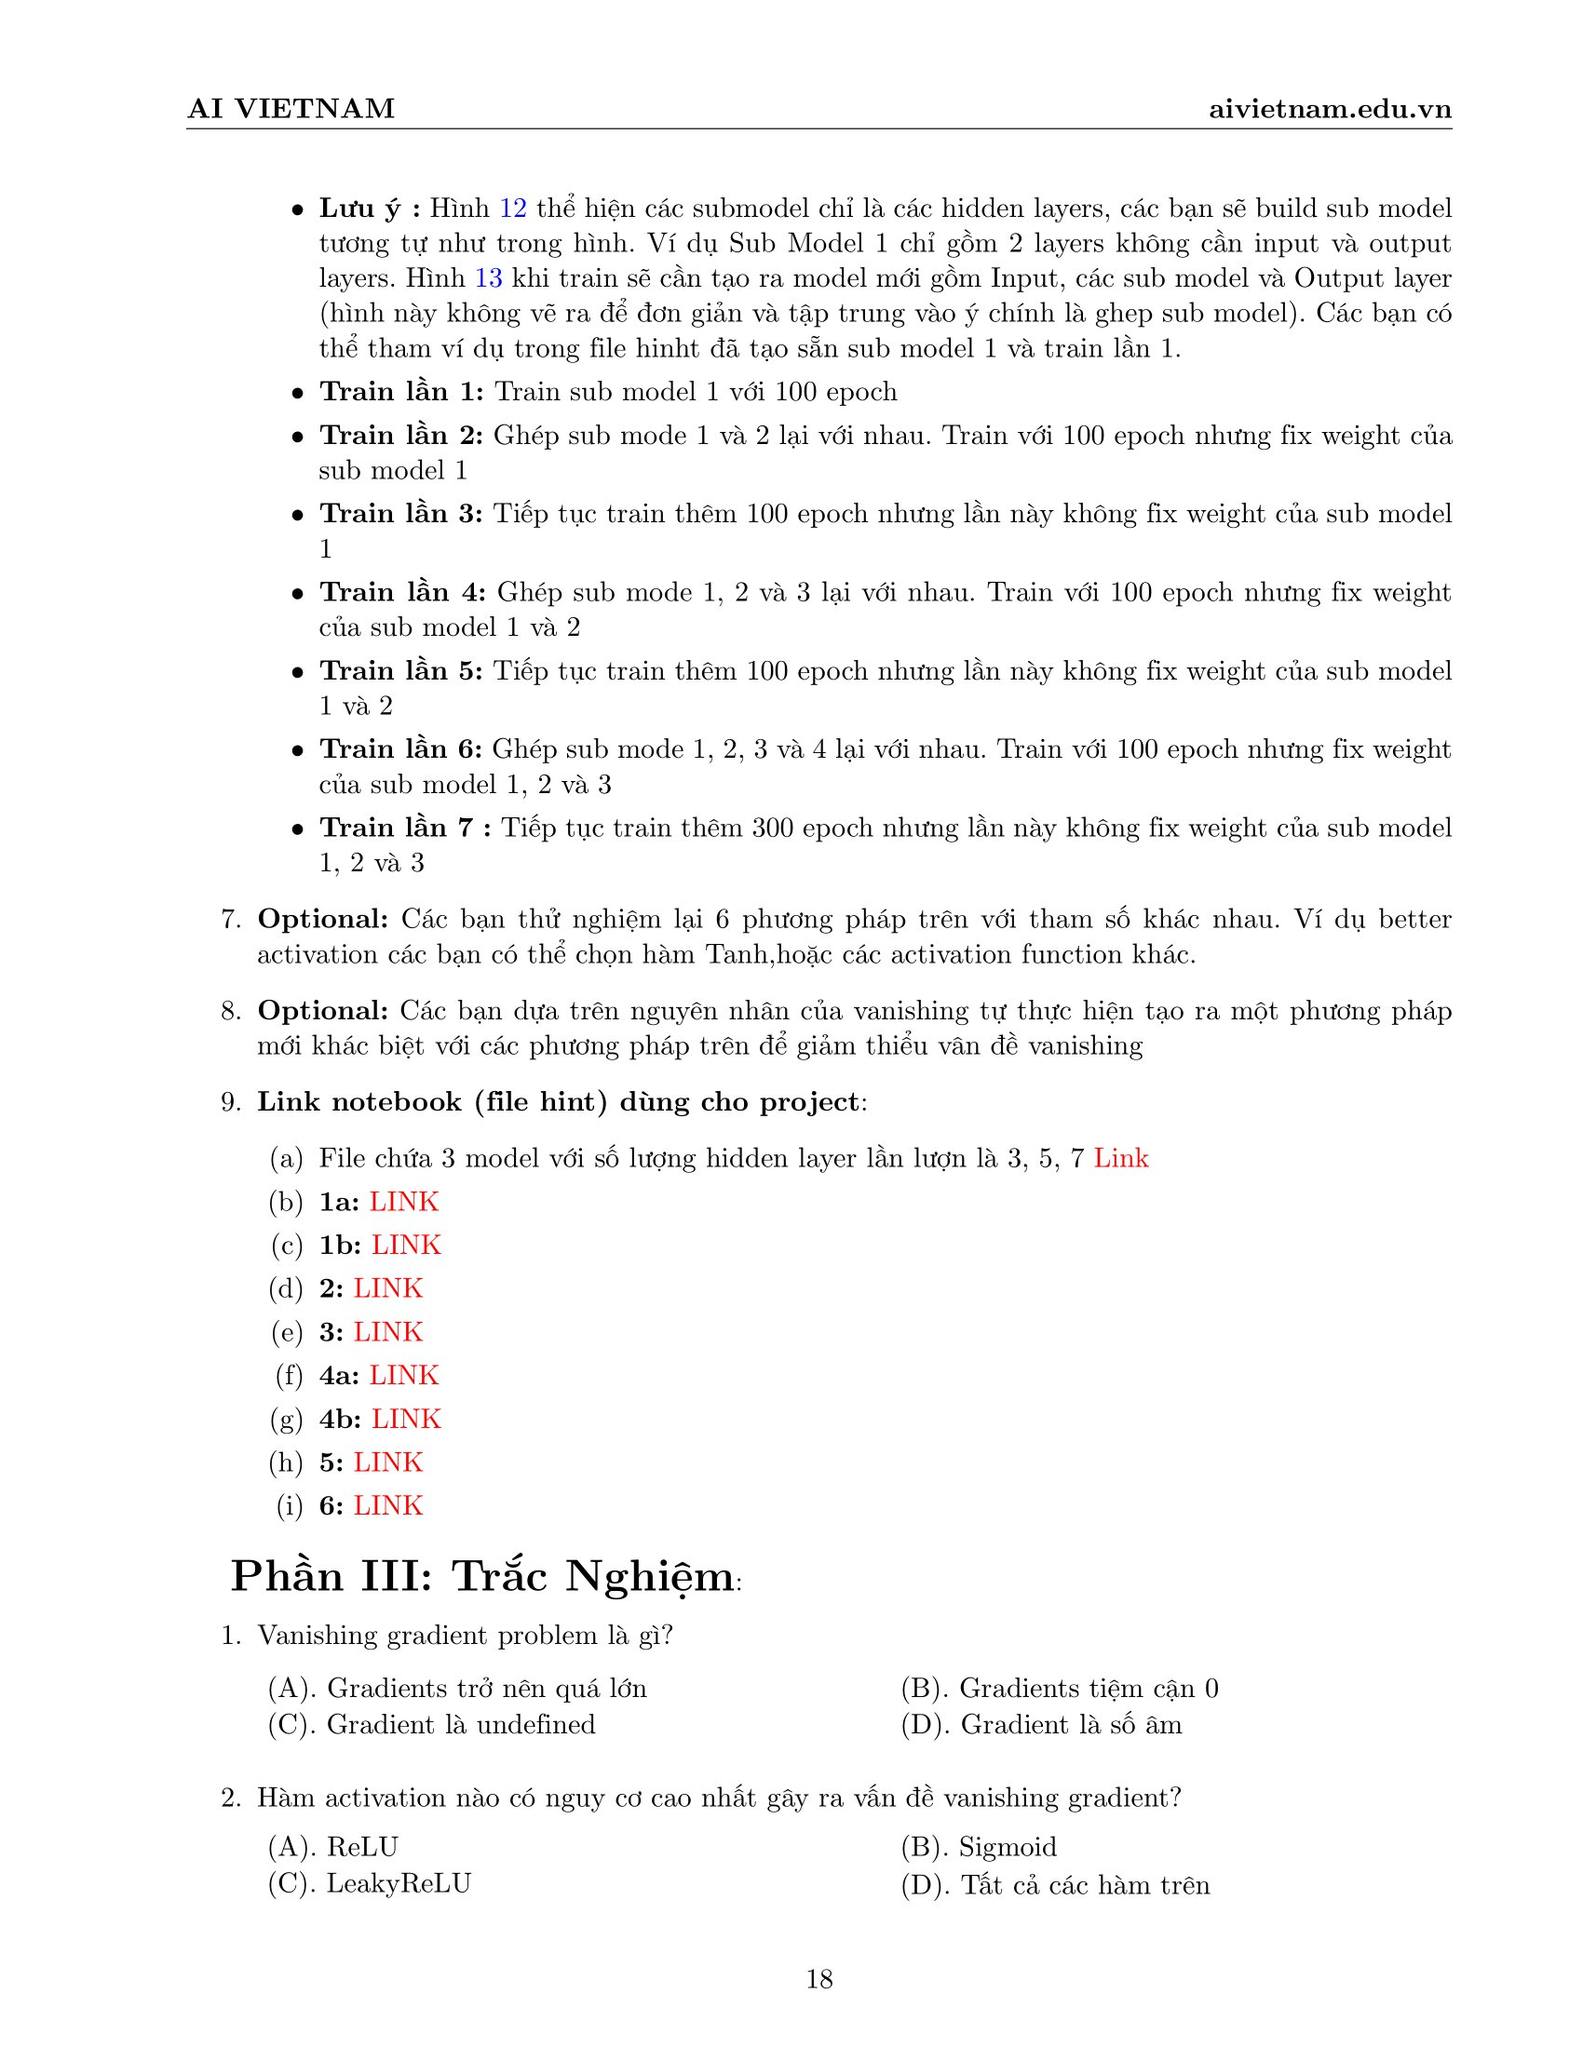 AI VIETNAM aivietnam.edu.vn
• Lưu ý : Hình 12 thể hiện các submodel chỉ là các hidden layers, các bạn sẽ build sub model
tương tự như trong hình. Ví dụ Sub Model 1 chỉ gồm 2 layers không cần input và output
layers. Hình 13 khi train sẽ cần tạo ra model mới gồm Input, các sub model và Output layer
(hình này không vẽ ra để đơn giản và tập trung vào ý chính là ghep sub model). Các bạn có
thể tham ví dụ trong file hinht đã tạo sẵn sub model 1 và train lần 1.
• Train lần 1: Train sub model 1 với 100 epoch
• Train lần 2: Ghép sub mode 1 và 2 lại với nhau. Train với 100 epoch nhưng fix weight của
sub model 1
• Train lần 3: Tiếp tục train thêm 100 epoch nhưng lần này không fix weight của sub model
1
• Train lần 4: Ghép sub mode 1, 2 và 3 lại với nhau. Train với 100 epoch nhưng fix weight
của sub model 1 và 2
• Train lần 5: Tiếp tục train thêm 100 epoch nhưng lần này không fix weight của sub model
1 và 2
• Train lần 6: Ghép sub mode 1, 2, 3 và 4 lại với nhau. Train với 100 epoch nhưng fix weight
của sub model 1, 2 và 3
• Train lần 7 : Tiếp tục train thêm 300 epoch nhưng lần này không fix weight của sub model
1, 2 và 3
7. Optional: Các bạn thử nghiệm lại 6 phương pháp trên với tham số khác nhau. Ví dụ better
activation các bạn có thể chọn hàm Tanh,hoặc các activation function khác.
8. Optional: Các bạn dựa trên nguyên nhân của vanishing tự thực hiện tạo ra một phương pháp
mới khác biệt với các phương pháp trên để giảm thiểu vân đề vanishing
9. Link notebook (file hint) dùng cho project:
(a) File chứa 3 model với số lượng hidden layer lần lượn là 3, 5, 7 Link
(b) 1a: LINK
(c) 1b: LINK
(d) 2: LINK
(e) 3: LINK
(f) 4a: LINK
(g) 4b: LINK
(h) 5: LINK
(i) 6: LINK
Phần III: Trắc Nghiệm:
1. Vanishing gradient problem là gì?
(A). Gradients trở nên quá lớn (B). Gradients tiệm cận 0
(C). Gradient là undefined (D). Gradient là số âm
2. Hàm activation nào có nguy cơ cao nhất gây ra vấn đề vanishing gradient?
(A). ReLU (B). Sigmoid
(C). LeakyReLU (D). Tất cả các hàm trên
18